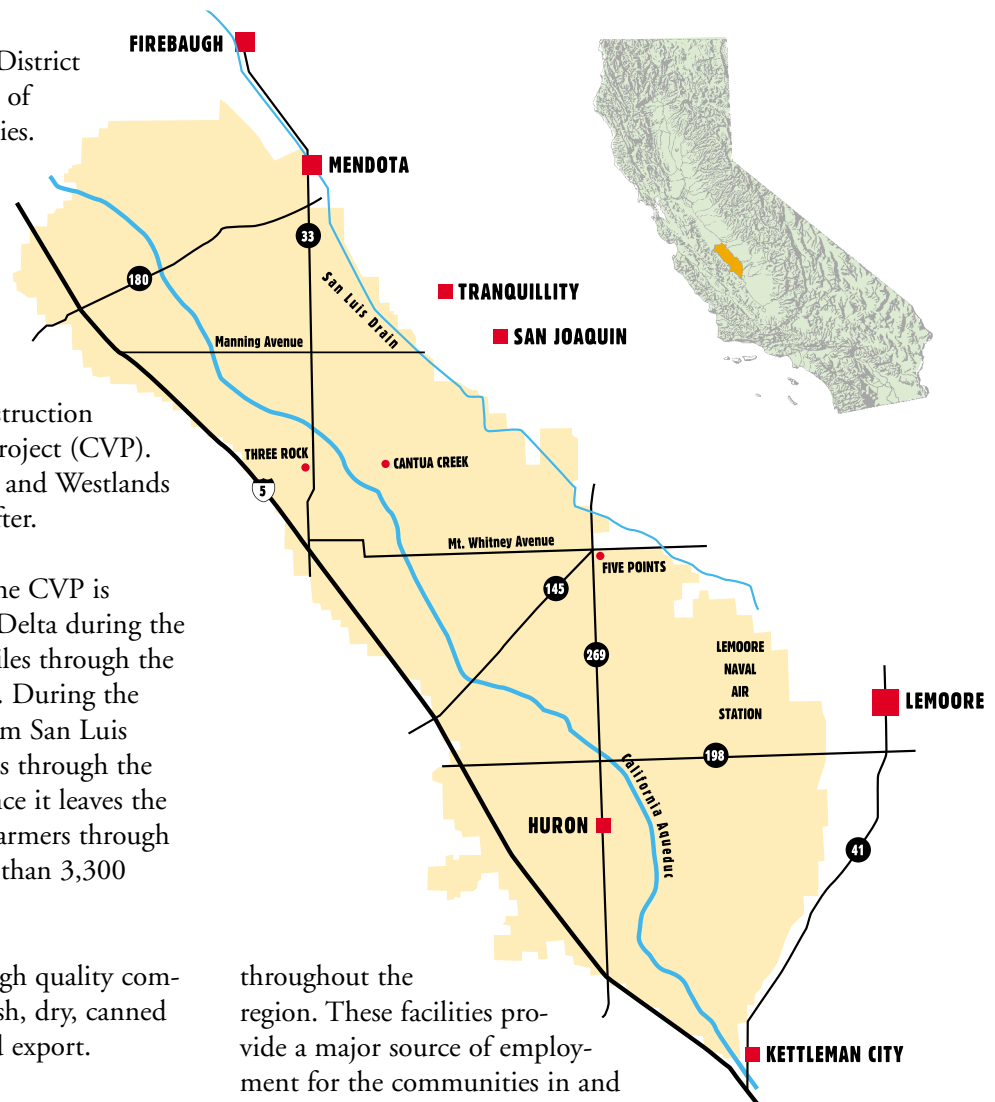 District
of
ies.
struction
roject (CVP).
and Westlands
fter.
he CVP is
Delta during the
iles through the
. During the
m San Luis
s through the
nce it leaves the
armers through
than 3,300
gh quality com-
sh, dry, canned
d export.
throughout the
region. These facilities pro-
vide a major source of employ-
ment for the communities in and
FIREBAUGH
MENDOTA
33
180
San Luis Drain
TRANQUILLITY
SAN JOAQUIN
Manning Avenue
THREE ROCK
CANTUA CREEK
5
Mt. Whitney Avenue
FIVE POINTS
145
269
LEMOORE
NAVAL
AIR
STATION
LEMOORE
198
California Aqueduc
HURON
41
KETTLEMAN CITY